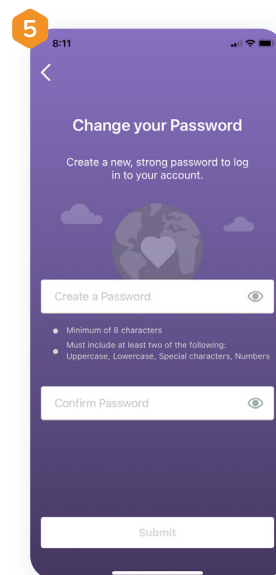 5
8:11
Change your Password
Create a new, strong password to log
in to your account.
Create a Password
Minimum of 8 characters
Must include at least two of the following:
Uppercase, Lowercase, Special characters, Numbers
Confirm Password
Submit